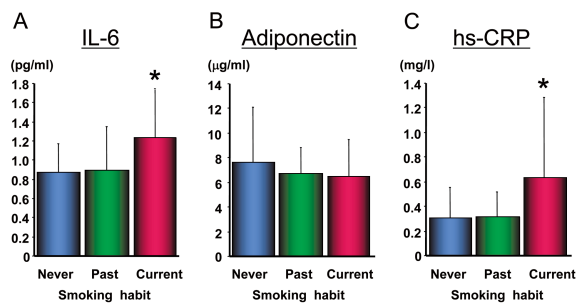 A
IL-6
(pg/ml)
1.8
1.6
1.4
1.2
1.0
0.8
0.6
0.4
0.2
0
*
Never Past Current
Smoking habit
B
Adiponectin
(μg/ml)
14
12
10
8
6
4
2
0
Never Past Current
Smoking habit
C
hs-CRP
(mg/l)
1.4
1.2
1.0
0.8
0.6
0.4
0.2
0
*
Never Past Current
Smoking habit